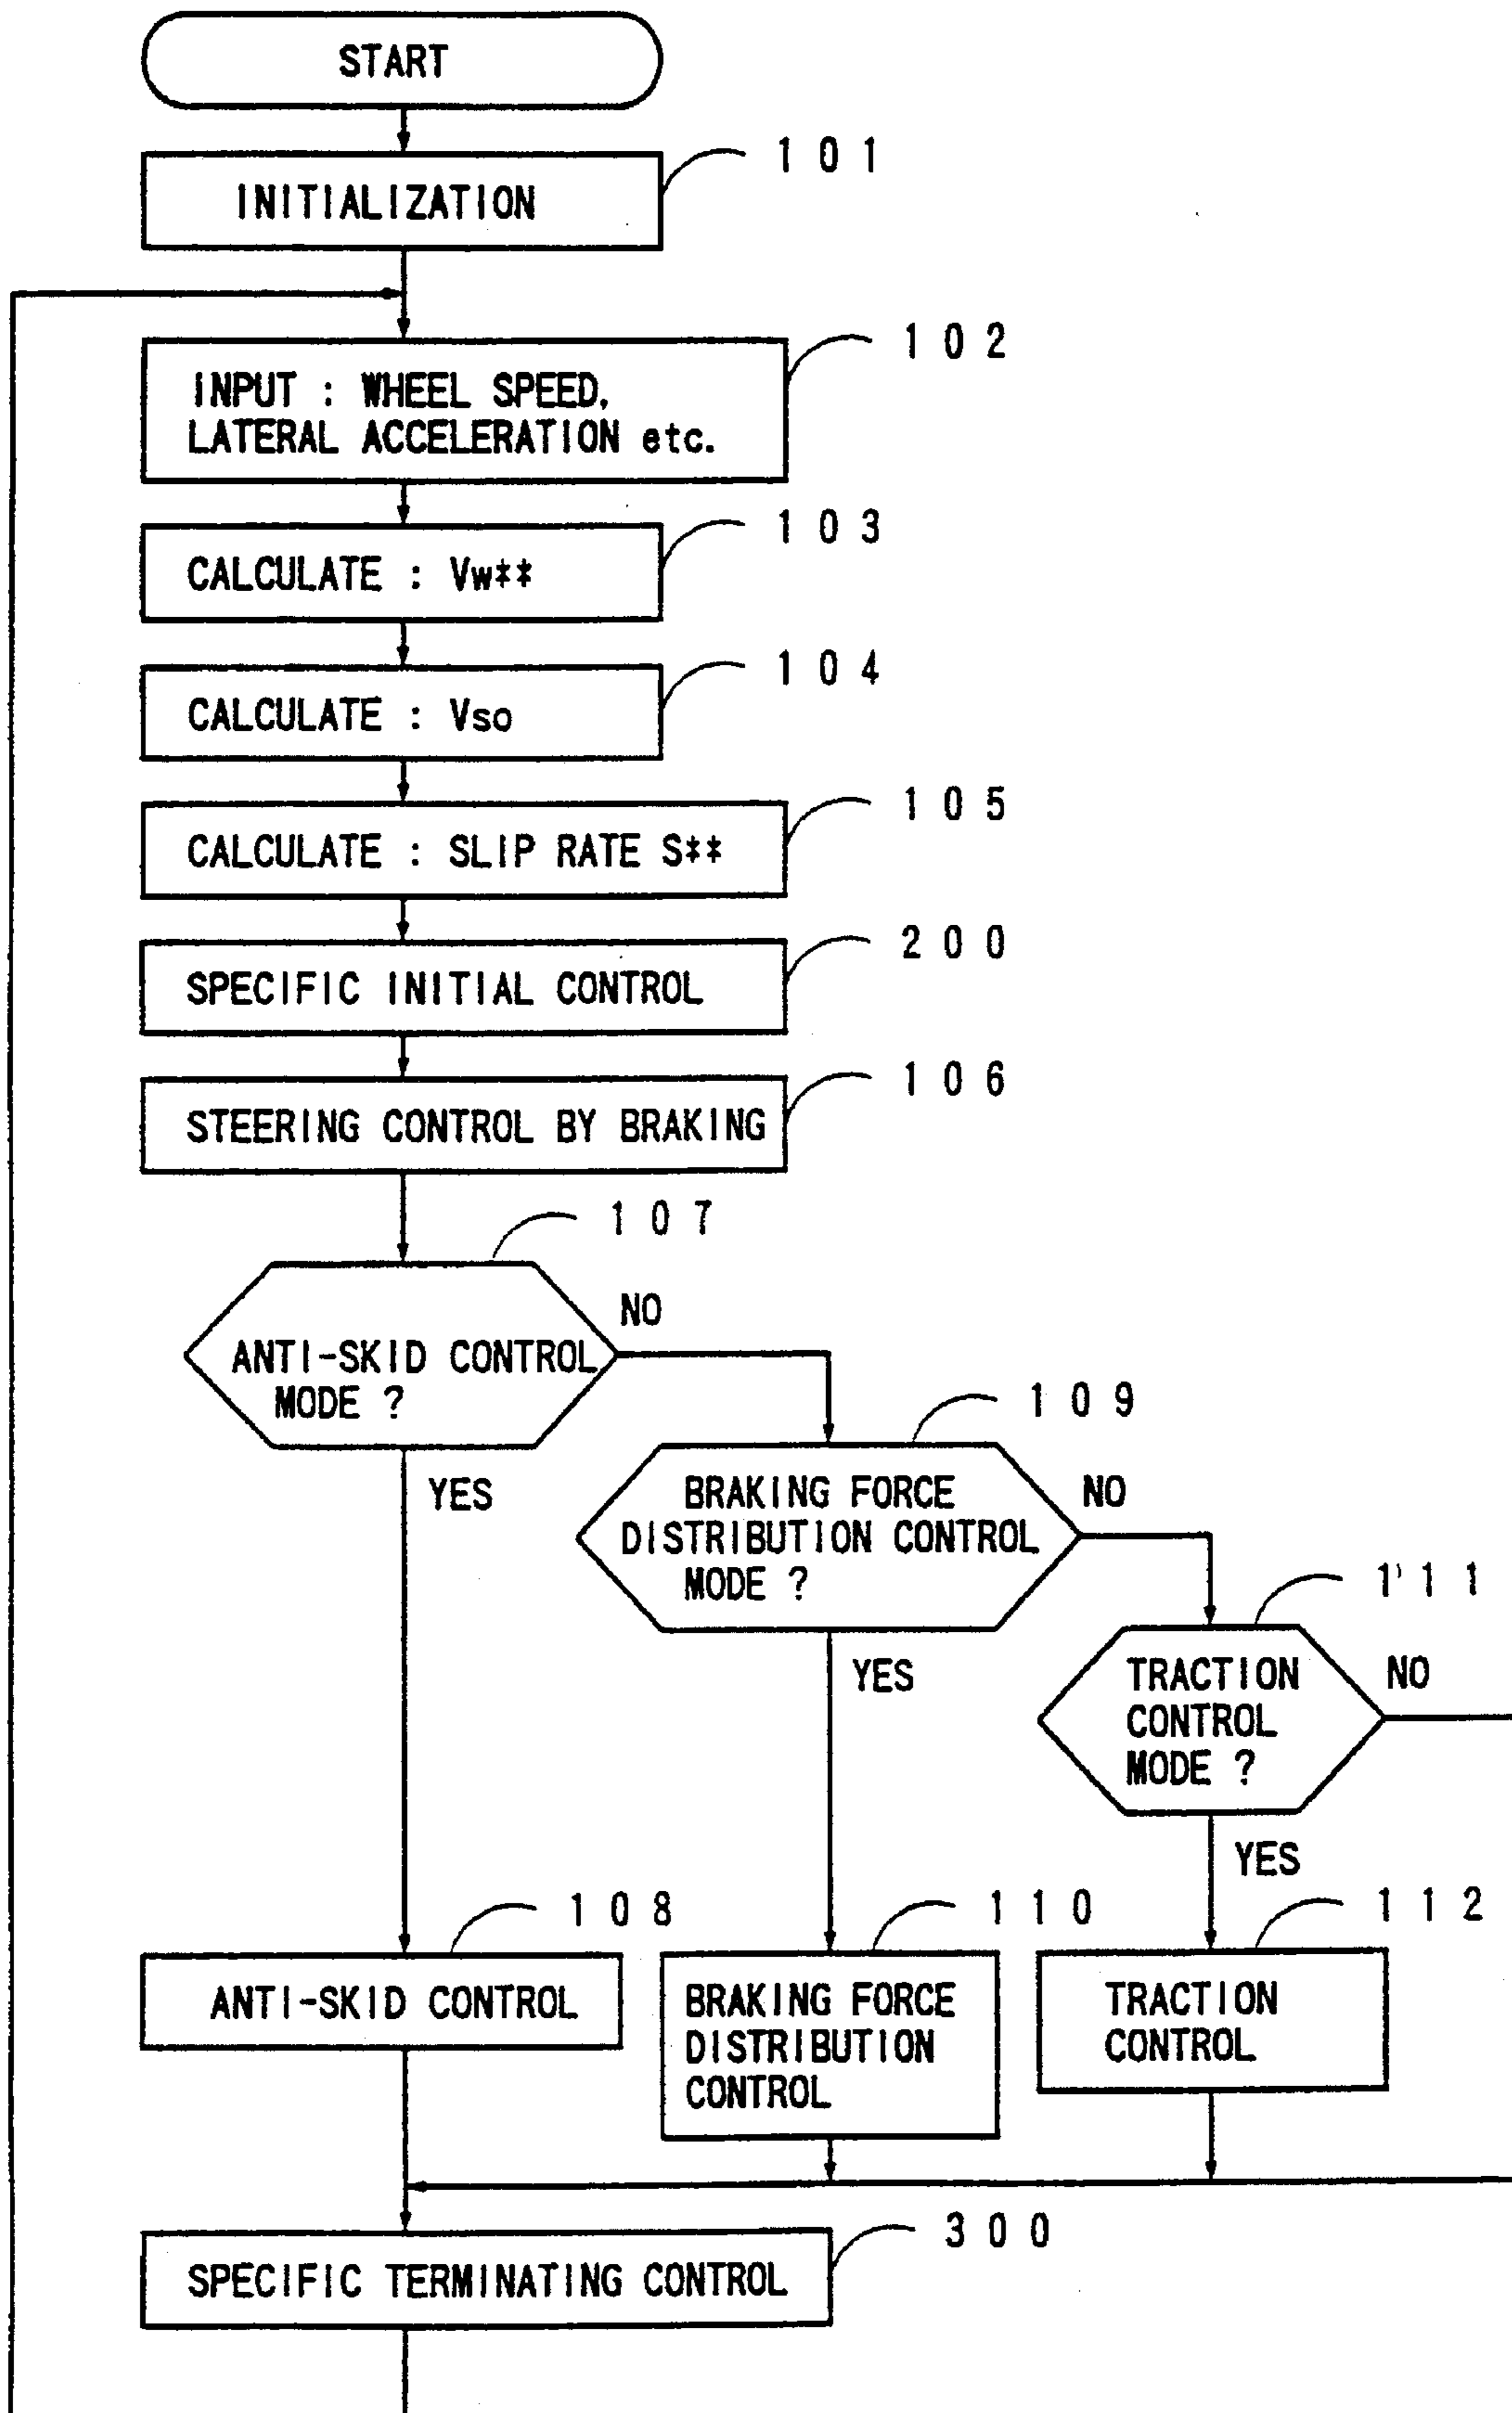 START
101
INITIALIZATION
102
INPUT : WHEEL SPEED,
LATERAL ACCELERATION etc.
103
CALCULATE : Vw**
104
CALCULATE : Vso
105
CALCULATE : SLIP RATE S**
200
SPECIFIC INITIAL CONTROL
106
STEERING CONTROL BY BRAKING
107
NO
ANTI-SKID CONTROL
MODE ?
YES
109
BRAKING FORCE
DISTRIBUTION CONTROL
MODE ?
NO
YES
111
TRACTION
CONTROL
MODE ?
NO
YES
108
ANTI-SKID CONTROL
110
BRAKING FORCE
DISTRIBUTION
CONTROL
112
TRACTION
CONTROL
300
SPECIFIC TERMINATING CONTROL